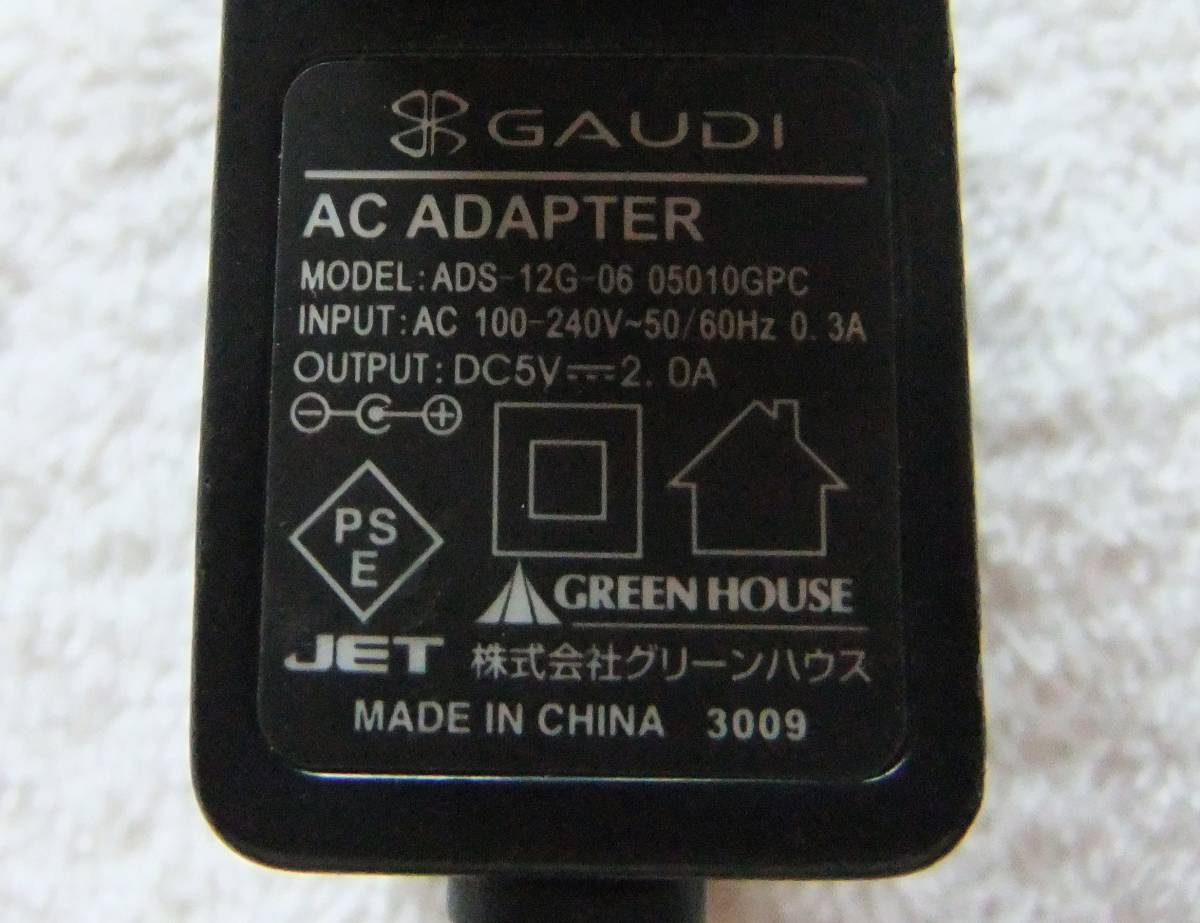 GAUDI
AC ADAPTER
MODEL:ADS-12G-06 05010GPC
INPUT:AC 100-240V~50/60Hz 0.3A
OUTPUT:DC5V⎓2.0A
PS
E
GREEN HOUSE
JET
株式会社グリーンハウス
MADE IN CHINA 3009